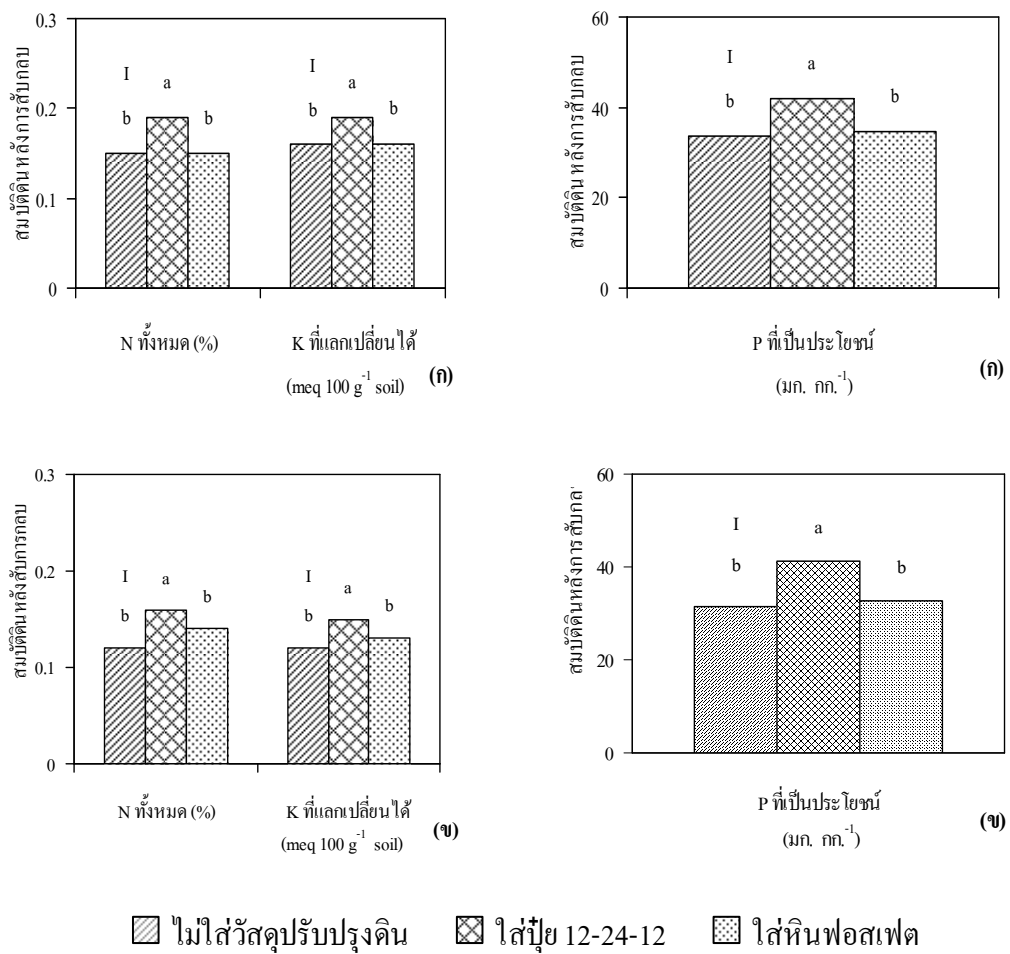 สมบัติดินหลังการสับกลบ
0.3
0.2
0.1
0
I
b
a
b
I
b
a
b
N ทั้งหมด (%)
K ที่แลกเปลี่ยนได้
(meq 100 g-1 soil)
(ก)
สมบัติดินหลังการสับกลบ
60
40
20
0
I
b
a
b
P ที่เป็นประโยชน์
(มก. กก.-1)
(ก)
สมบัติดินหลังสับการกลบ
0.3
0.2
0.1
0
I
b
a
b
I
b
a
b
N ทั้งหมด (%)
K ที่แลกเปลี่ยนได้
(meq 100 g-1 soil)
(ข)
สมบัติดินหลังการสับกล
60
40
20
0
I
b
a
b
P ที่เป็นประโยชน์
(มก. กก.-1)
(ข)
ไม่ใส่วัสดุปรับปรุงดิน ใส่ปุ๋ย 12-24-12 ใส่หินฟอสเฟต